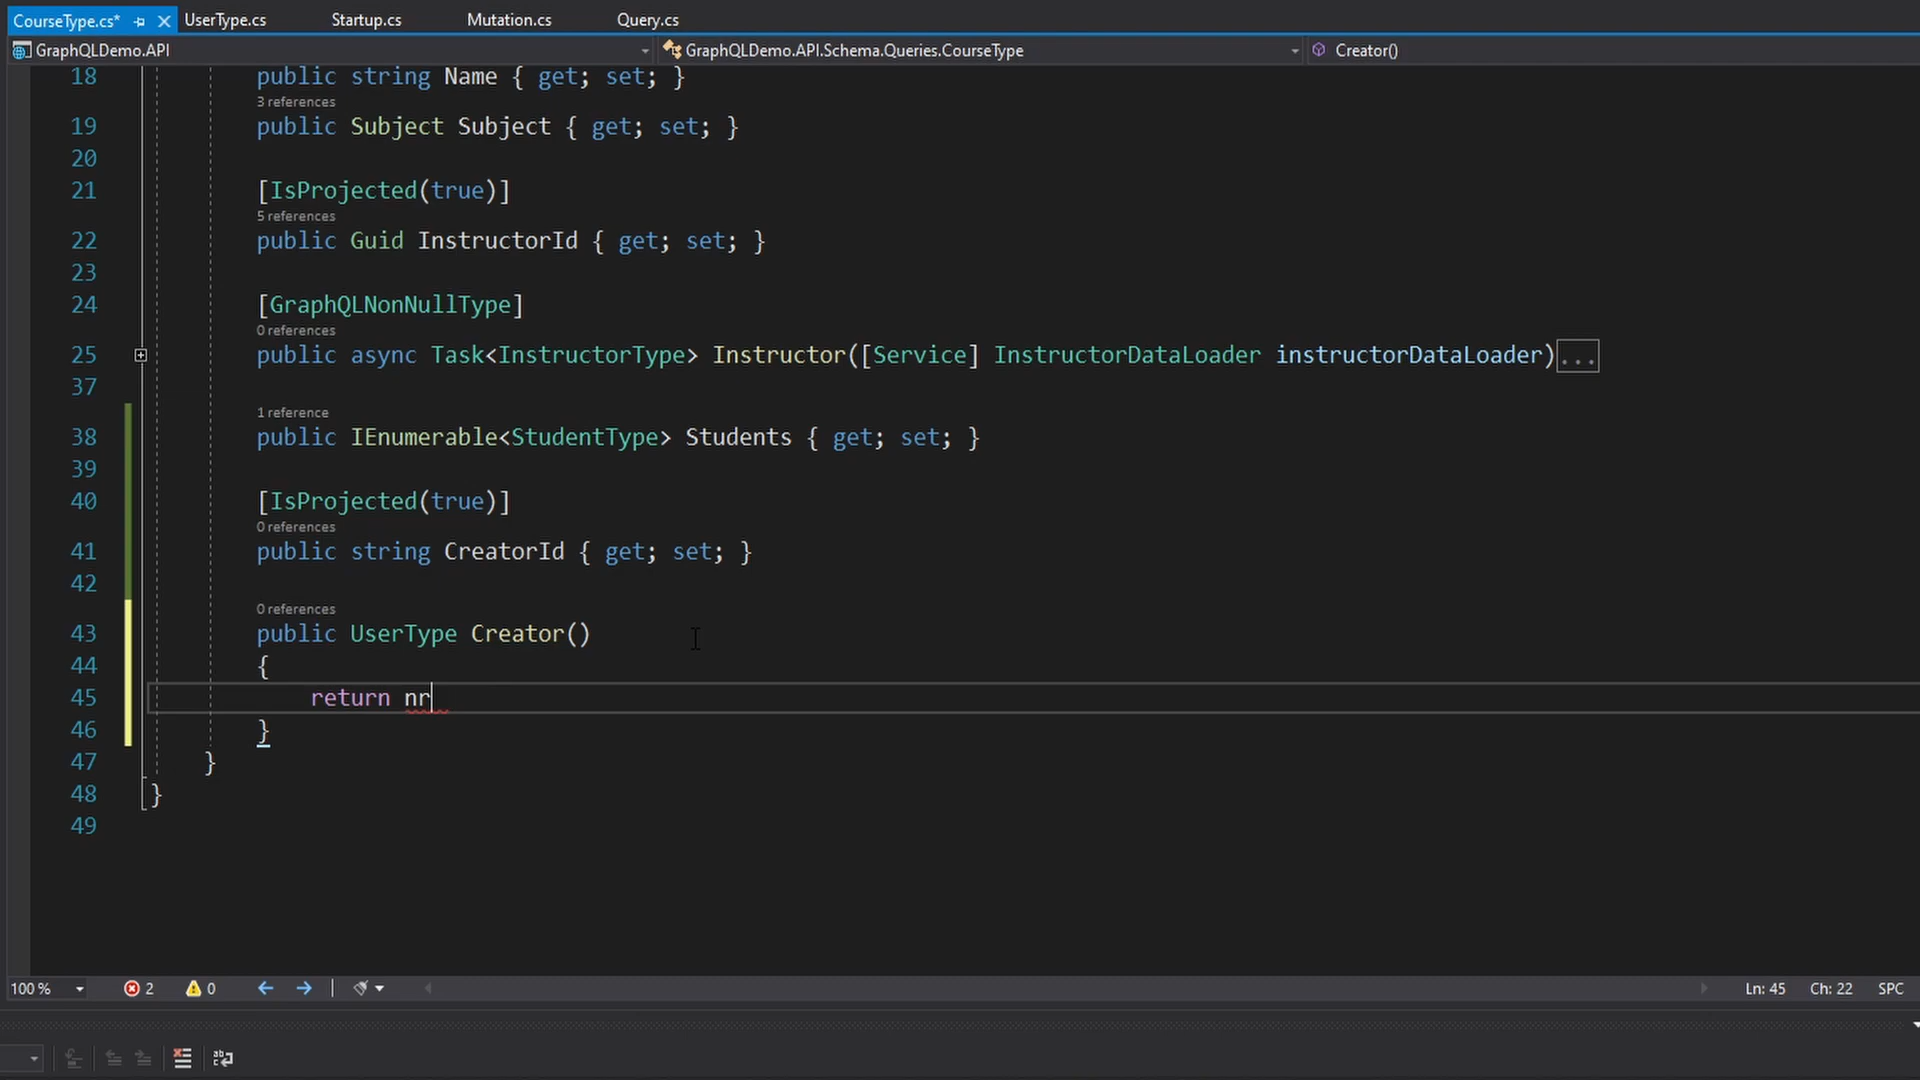 CourseType.cs* UserType.cs Startup.cs Mutation.cs Query.cs
GraphQLDemo.API GraphQLDemo.API.Schema.Queries.CourseType Creator()
18 public string Name { get; set; }
3 references
19 public Subject Subject { get; set; }
20
21 [IsProjected(true)]
5 references
22 public Guid InstructorId { get; set; }
23
24 [GraphQLNonNullType]
0 references
25 public async Task<InstructorType> Instructor([Service] InstructorDataLoader instructorDataLoader)...
37
1 reference
38 public IEnumerable<StudentType> Students { get; set; }
39
40 [IsProjected(true)]
0 references
41 public string CreatorId { get; set; }
42
0 references
43 public UserType Creator()
44 {
45 return nr
46 }
47 }
48 }
49
100 % 2 0 Ln: 45 Ch: 22 SPC